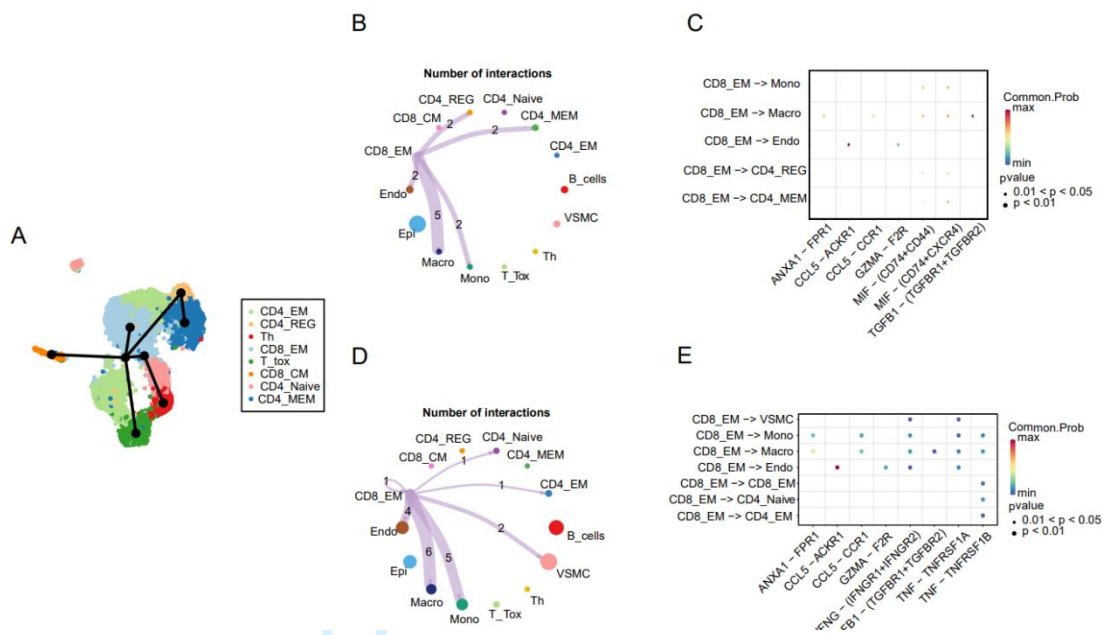 A
CD4_EM
CD4_REG
Th
CD8_EM
T_tox
CD8_CM
CD4_Naive
CD4_MEM
B
Number of interactions
CD4_REG
CD4_Naive
CD8_CM
CD4_MEM
2
2
CD8_EM
CD4_EM
2
B_cells
Endo
5
2
VSMC
Epi
Macro
Th
Mono
T_Tox
C
CD8_EM −> Mono
CD8_EM −> Macro
CD8_EM −> Endo
CD8_EM −> CD4_REG
CD8_EM −> CD4_MEM
ANXA1 − FPR1
CCL5 − ACKR1
CCL5 − CCR1
GZMA − F2R
MIF − (CD74+CD44)
MIF − (CD74+CXCR4)
TGFB1 − (TGFBR1+TGFBR2)
Common.Prob
max
min
pvalue
0.01 < p < 0.05
p < 0.01
D
Number of interactions
CD4_REG
CD4_Naive
CD8_CM
1
CD4_MEM
1
CD8_EM
1
CD4_EM
4
Endo
2
B_cells
6
5
VSMC
Epi
Macro
Th
Mono
T_Tox
E
CD8_EM −> VSMC
CD8_EM −> Mono
CD8_EM −> Macro
CD8_EM −> Endo
CD8_EM −> CD8_EM
CD8_EM −> CD4_Naive
CD8_EM −> CD4_EM
ANXA1 − FPR1
CCL5 − ACKR1
CCL5 − CCR1
GZMA − F2R
IFNG − (IFNGR1+IFNGR2)
FB1 − (TGFBR1+TGFBR2)
TNF − TNFRSF1A
TNF − TNFRSF1B
Common.Prob
max
min
pvalue
0.01 < p < 0.05
p < 0.01